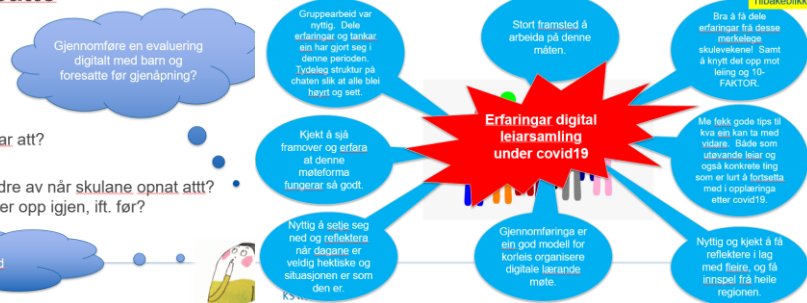 Tilbakeblikk
Gjennomføre en evaluering
digitalt med barn og
foresatte før gjenåpning?
att?
dre av når skulane opnat attt?
er opp igjen, ift. før?
Gruppearbeid var
nyttig. Dele
erfaringar og tankar
ein har gjort seg i
denne perioden.
Tydeleg struktur på
chaten slik at alle blei
høyrt og sett.
Stort framsted å
arbeida på denne
måten.
Bra å få dele
erfaringar frå desse
merkelege
skulevekene! Samt
å knytt det opp mot
leiing og 10-
FAKTOR.
Erfaringar digital
leiarsamling
under covid19
Kjekt å sjå
framover og erfara
at denne
møteforma
fungerar så godt.
Me fekk gode tips til
kva ein kan ta med
vidare. Både som
utøvande leiar og
også konkrete ting
som er lurt å fortsetta
med i opplæringa
etter covid19.
Nyttig å setje seg
ned og reflektera
når dagane er
veldig hektiske og
situasjonen er som
den er.
Gjennomføringa er
ein god modell for
korleis organisere
digitale lærande
møte.
Nyttig og kjekt å få
reflektere i lag
med fleire, og få
innspel frå heile
regionen.